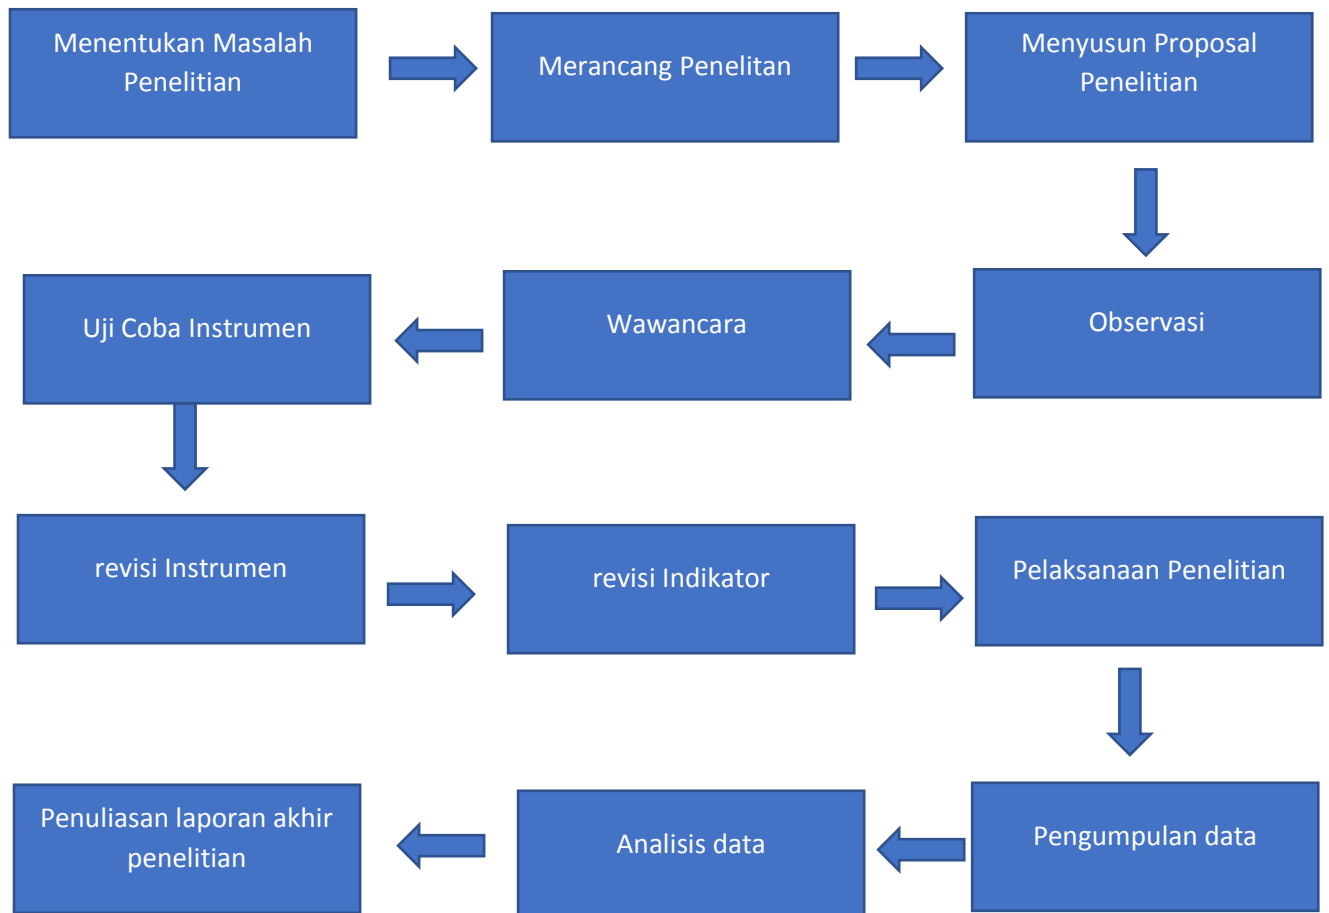 Menentukan Masalah
Penelitian
Merancang Penelitan
Menyusun Proposal
Penelitian
Observasi
Wawancara
Uji Coba Instrumen
revisi Instrumen
revisi Indikator
Pelaksanaan Penelitian
Pengumpulan data
Analisis data
Penuliasan laporan akhir
penelitian